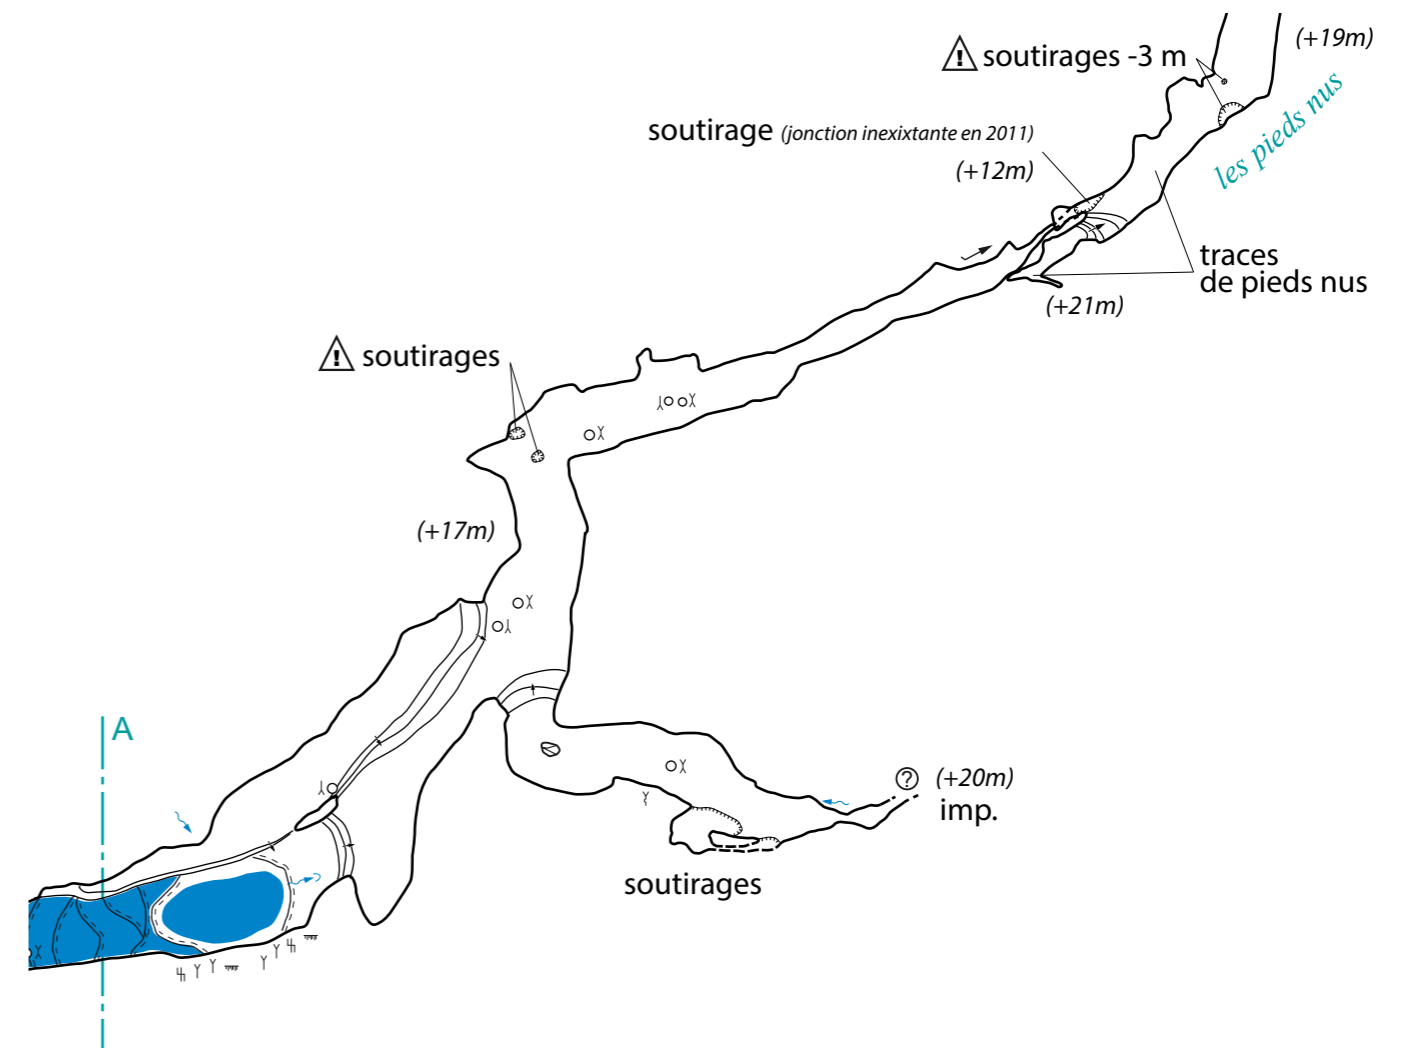 (+19m)
⚠ soutirages -3 m
les pieds nus
soutirage (jonction inexixtante en 2011)
(+12m)
traces
de pieds nus
(+21m)
⚠ soutirages
(+17m)
A
? (+20m)
imp.
soutirages